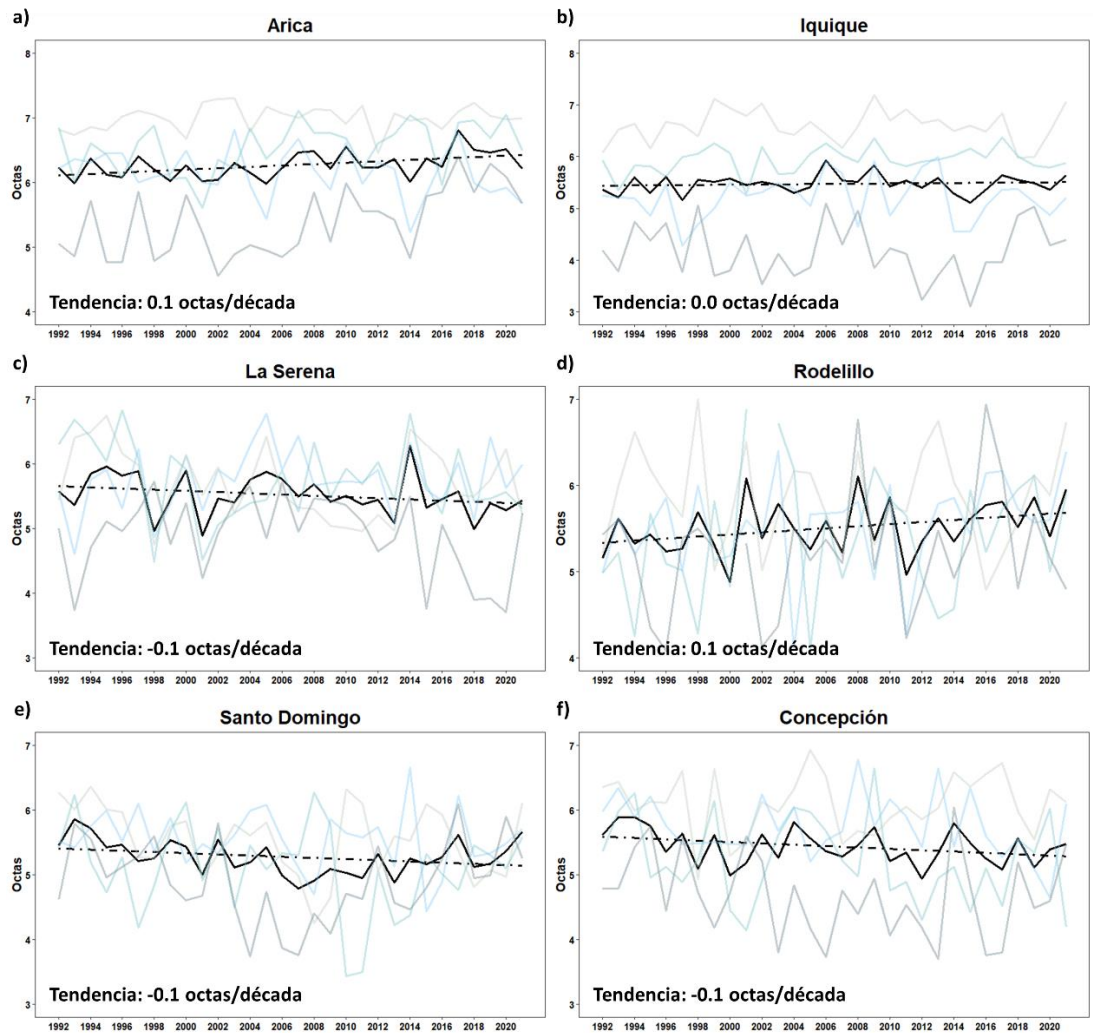 a)
Arica
Octas
8
7
6
5
4
1992 1994 1996 1998 2000 2002 2004 2006 2008 2010 2012 2014 2016 2018 2020
Tendencia: 0.1 octas/década
b)
Iquique
Octas
8
7
6
5
4
3
1992 1994 1996 1998 2000 2002 2004 2006 2008 2010 2012 2014 2016 2018 2020
Tendencia: 0.0 octas/década
c)
La Serena
Octas
7
6
5
4
3
1992 1994 1996 1998 2000 2002 2004 2006 2008 2010 2012 2014 2016 2018 2020
Tendencia: -0.1 octas/década
d)
Rodelillo
Octas
7
6
5
4
1992 1994 1996 1998 2000 2002 2004 2006 2008 2010 2012 2014 2016 2018 2020
Tendencia: 0.1 octas/década
e)
Santo Domingo
Octas
7
6
5
4
3
1992 1994 1996 1998 2000 2002 2004 2006 2008 2010 2012 2014 2016 2018 2020
Tendencia: -0.1 octas/década
f)
Concepción
Octas
7
6
5
4
3
1992 1994 1996 1998 2000 2002 2004 2006 2008 2010 2012 2014 2016 2018 2020
Tendencia: -0.1 octas/década